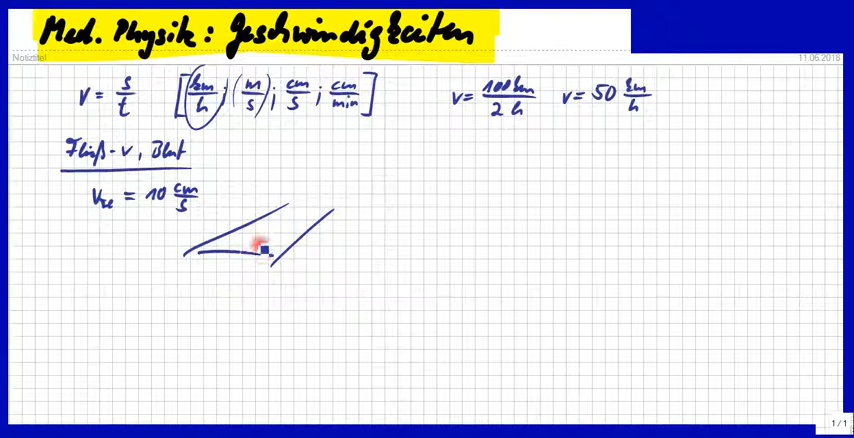 Med. Physik: Geschwindigkeiten
Notiztitel 11.06.2018
v = s/t [km/h ; (m/s) ; cm/s ; cm/min] v = 100 km/2 h v = 50 km/h
Fließ-v, Blut
= 10 cm/s
1 / 1